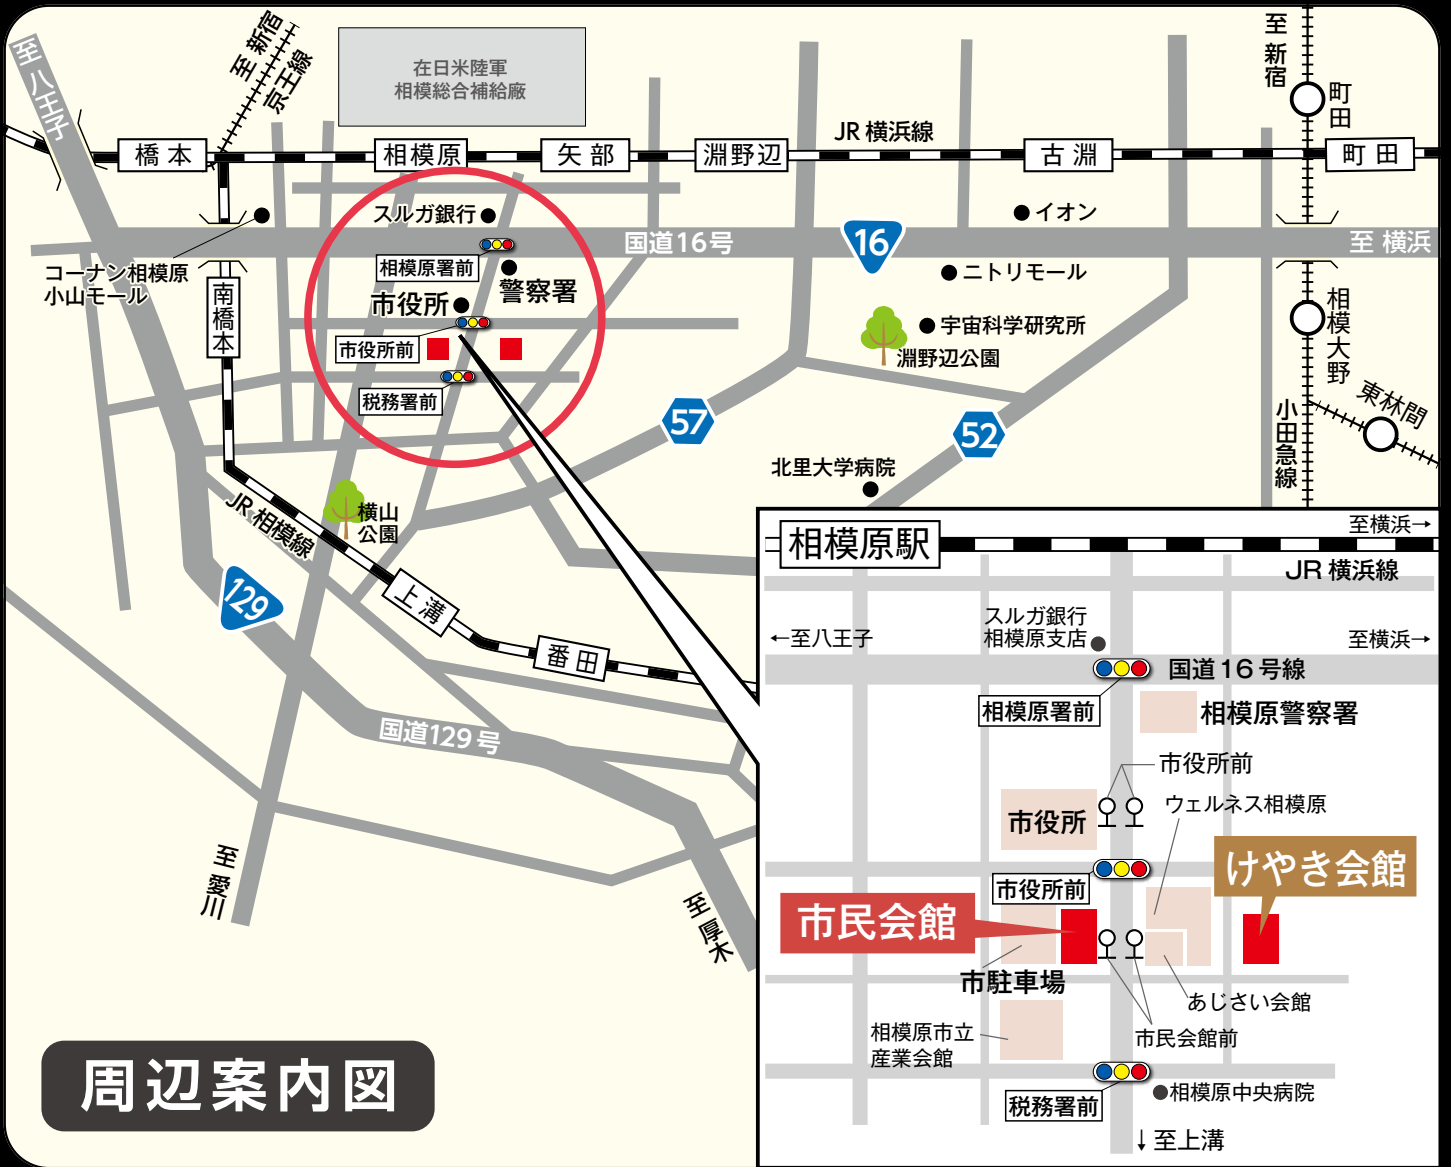 至 八王子
至 新宿
京王線
在日米陸軍
相模総合補給廠
至 新宿
町田
橋本
相模原
矢部
淵野辺
JR 横浜線
古淵
町田
スルガ銀行
イオン
国道16号
16
至 横浜
相模原署前
警察署
ニトリモール
コーナン相模原
小山モール
南橋本
市役所
宇宙科学研究所
淵野辺公園
相模大野
市役所前
税務署前
57
52
東林間
小田急線
北里大学病院
JR 相模線
横山
公園
129
上溝
番田
国道129号
至 愛川
至 厚木
周辺案内図
相模原駅
至横浜→
JR 横浜線
スルガ銀行
相模原支店
←至八王子
至横浜→
国道16号線
相模原署前
相模原警察署
市役所前
ウェルネス相模原
市役所
けやき会館
市役所前
市民会館
市駐車場
あじさい会館
市民会館前
相模原市立
産業会館
相模原中央病院
税務署前
↓至上溝